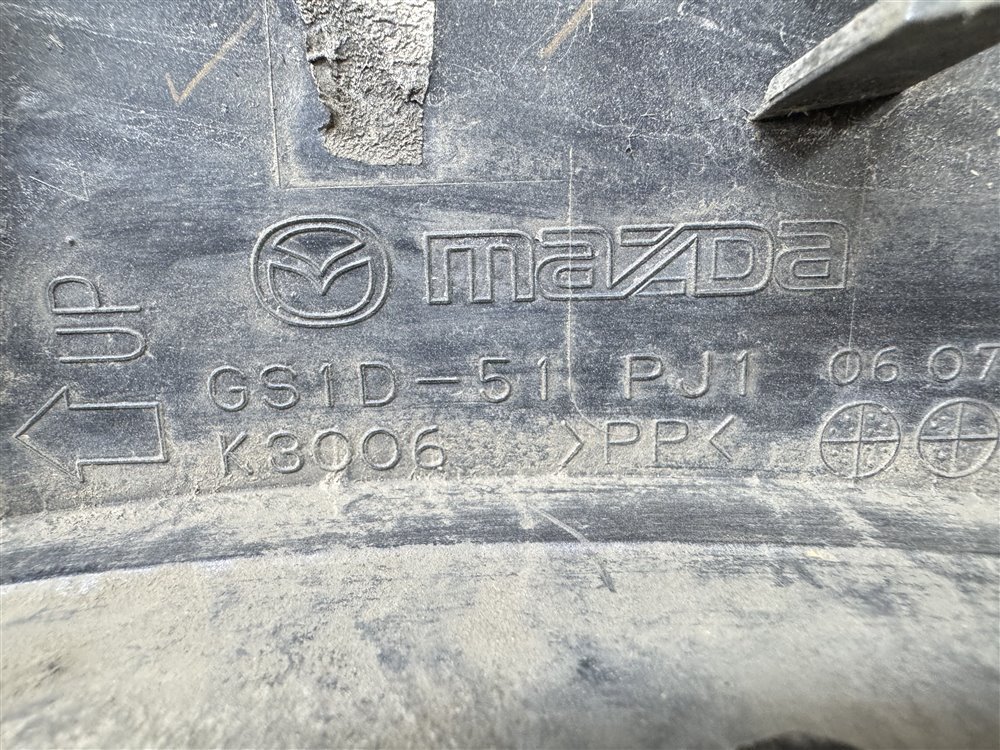 mazda
UP
GS1D-51 PJ1 06 07
K3006 >PP<